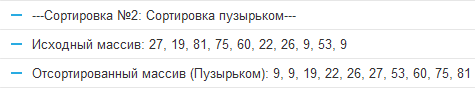 ---Сортировка №2: Сортировка пузырьком---
Исходный массив: 27, 19, 81, 75, 60, 22, 26, 9, 53, 9
Отсортированный массив (Пузырьком): 9, 9, 19, 22, 26, 27, 53, 60, 75, 81